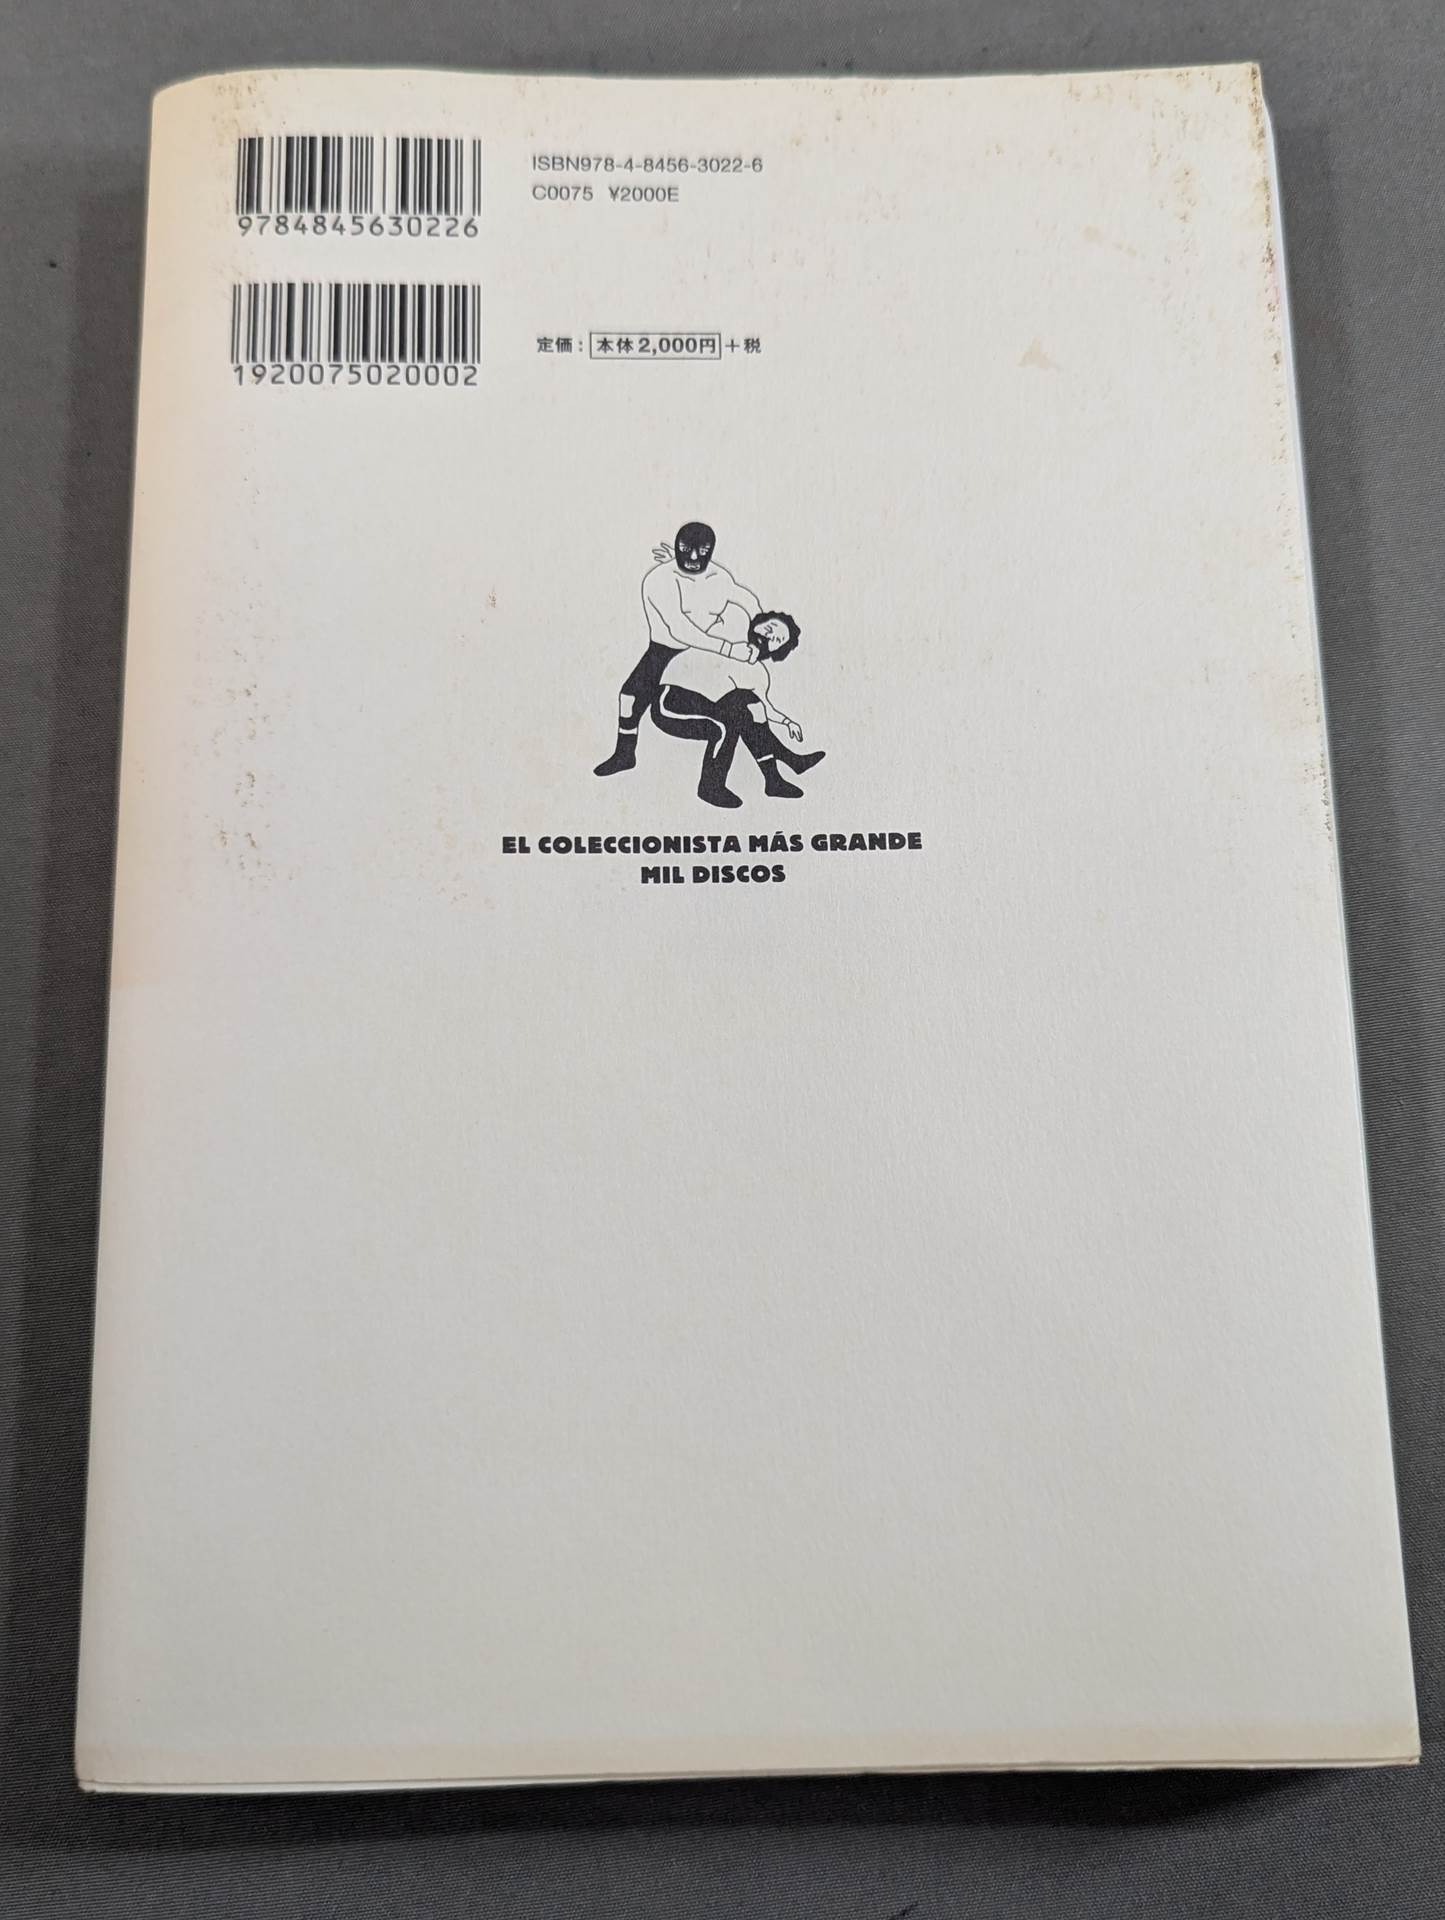 ISBN978-4-8456-3022-6
C0075 ¥2000E
9784845630226
定価：本体2,000円+税
1920075020002
EL COLECCIONISTA MÁS GRANDE
MIL DISCOS